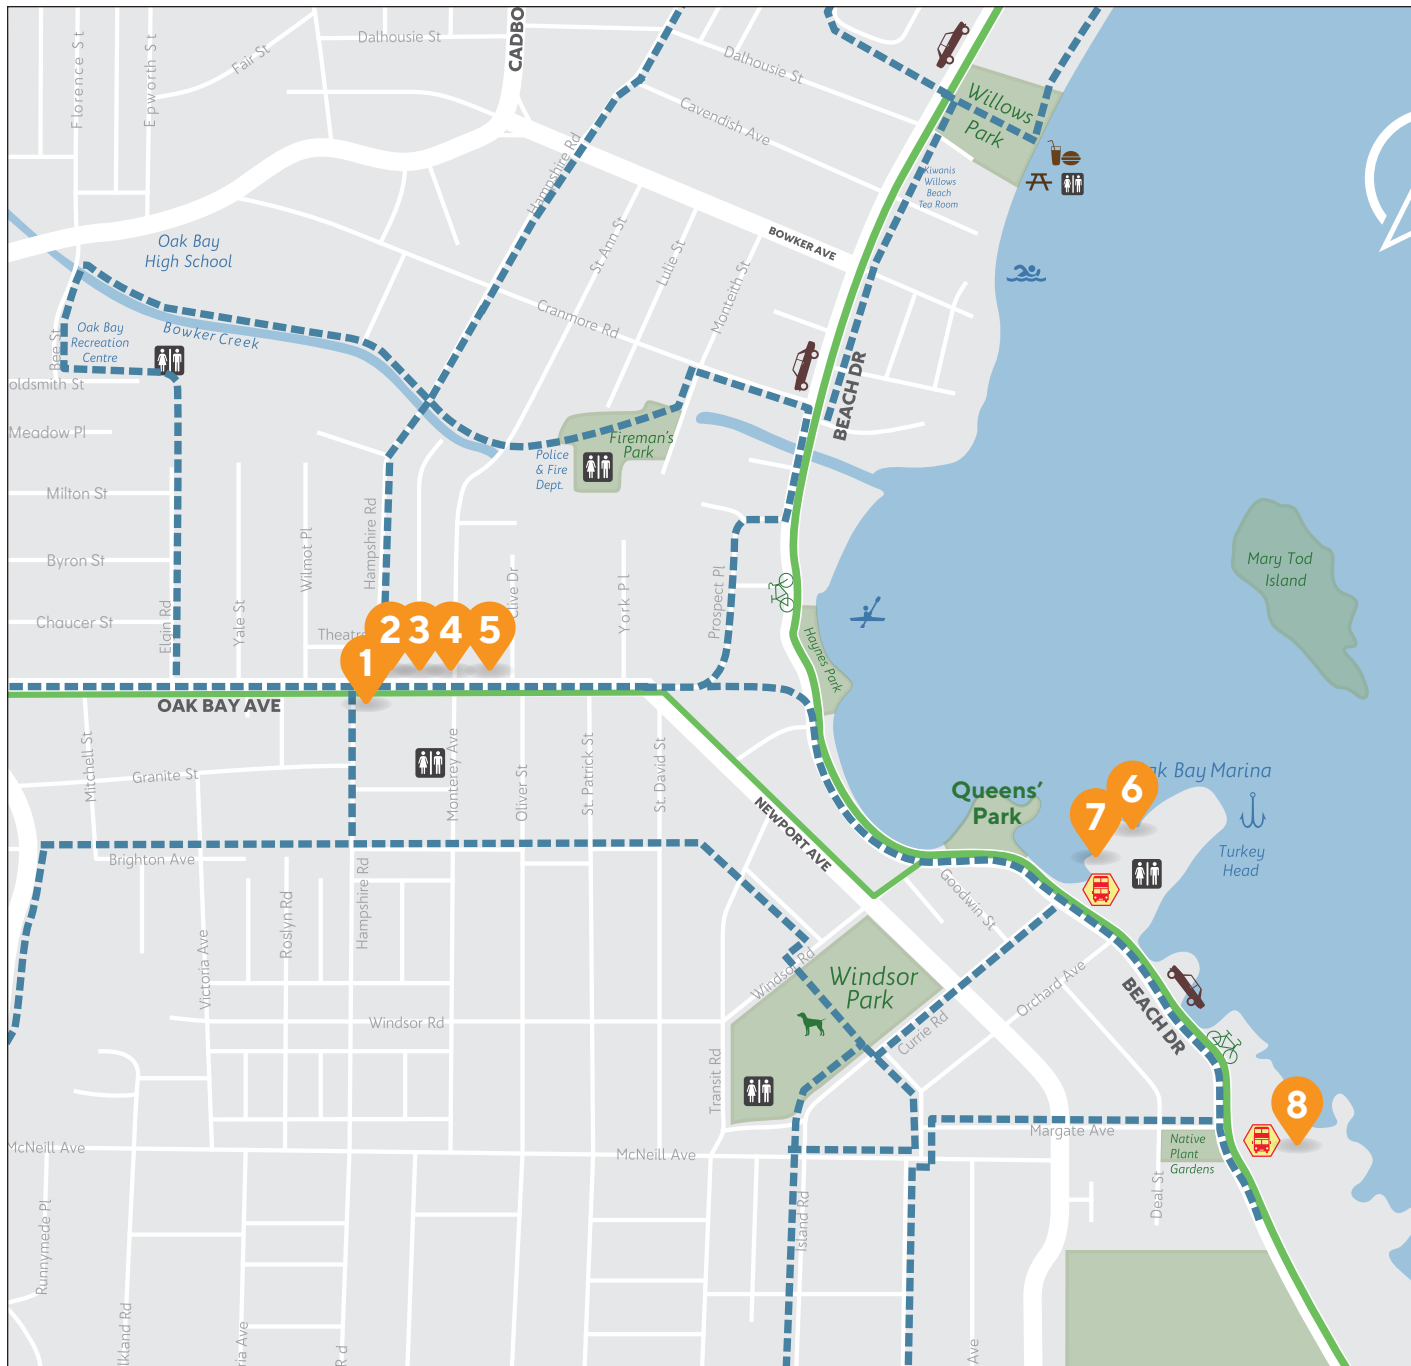 CADBO
Dalhousie St
Florence St
Epworth St
Fair St
Dalhousie St
Cavendish Ave
Willows
Park
Hampshire Rd
Kiwanis
Willows
Beach
Tea Room
St Ann St
Lulie St
BOWKER AVE
Oak Bay
High School
Monteith St
Cranmore Rd
Bowker Creek
Oak Bay
Recreation
Centre
Bee St
oldsmith St
BEACH DR
Meadow Pl
Fireman's
Park
Police
& Fire
Dept.
Milton St
Hampshire Rd
Wilmot Pl
Byron St
Mary Tod
Island
Clive Dr
York Pl
Prospect Pl
Chaucer St
Elgin Rd
Yale St
Theatre
Haynes Park
2
3
4
5
1
OAK BAY AVE
Mitchell St
Granite St
Monterey Ave
Oliver St
St. Patrick St
St. David St
NEWPORT AVE
Queens'
Park
ak Bay Marina
6
7
Turkey
Head
Brighton Ave
Roslyn Rd
Hampshire Rd
Victoria Ave
Goodwin St
Windsor Rd
Windsor
Park
Orchard Ave
BEACH DR
Windsor Rd
Currie Rd
Transit Rd
8
Margate Ave
McNeill Ave
McNeill Ave
Native
Plant
Gardens
Deal St
Runnymede Pl
Island Rd
lkland Rd
ria Ave
Rd
Ave